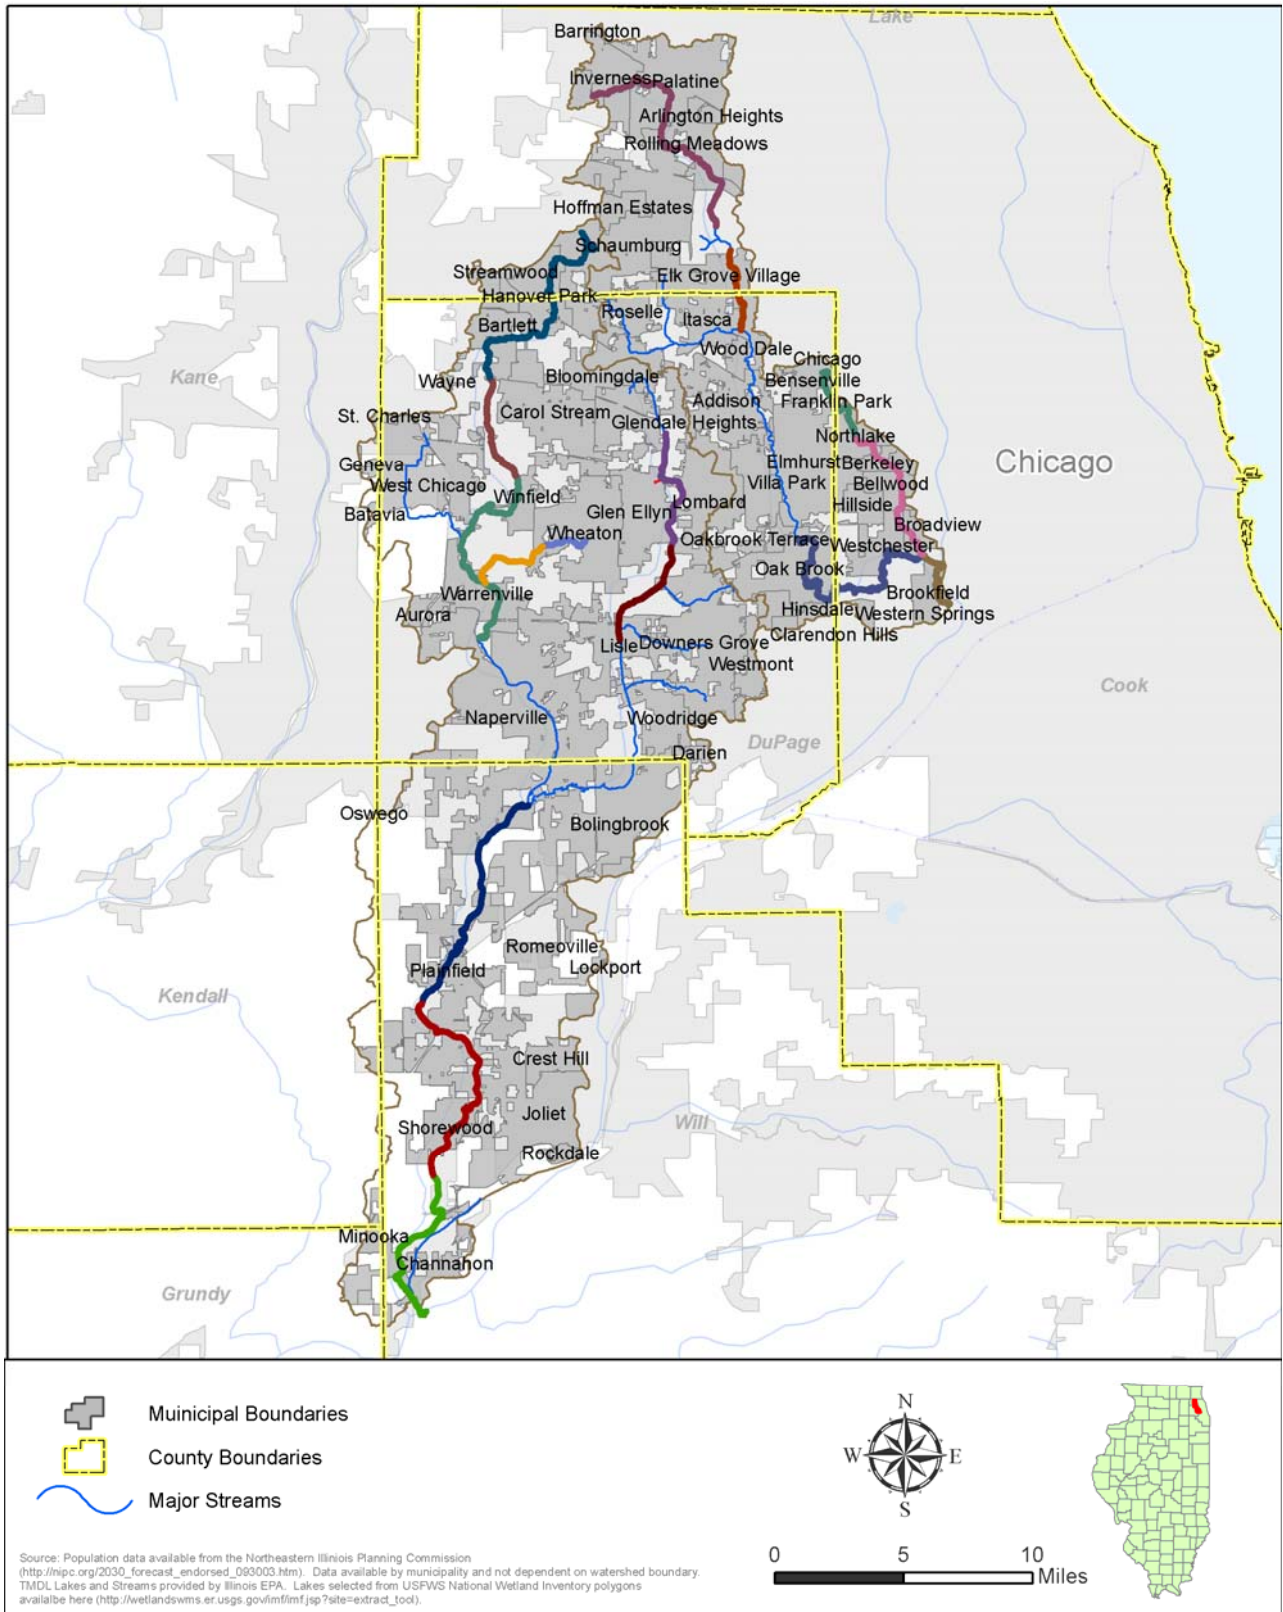 Lake
Barrington
Inverness
Palatine
Arlington Heights
Rolling Meadows
Hoffman Estates
Schaumburg
Streamwood
Elk Grove Village
Hanover Park
Roselle
Itasca
Bartlett
Wood Dale
Chicago
Kane
Wayne
Bloomingdale
Bensenville
St. Charles
Carol Stream
Addison
Franklin Park
Glendale Heights
Northlake
Geneva
Elmhurst
Berkeley
Chicago
West Chicago
Villa Park
Bellwood
Winfield
Lombard
Hillside
Batavia
Glen Ellyn
Broadview
Wheaton
Oakbrook Terrace
Westchester
Oak Brook
Warrenville
Brookfield
Aurora
Hinsdale
Western Springs
Lisle
Downers Grove
Clarendon Hills
Westmont
Cook
Naperville
Woodridge
DuPage
Darien
Oswego
Bolingbrook
Romeoville
Plainfield
Lockport
Kendall
Crest Hill
Joliet
Shorewood
Will
Rockdale
Minooka
Channahon
Grundy
Muinicipal Boundaries
County Boundaries
Major Streams
N
W
E
S
0 5 10
Miles
Source: Population data available from the Northeastern Illiniois Planning Commission
(http://nipc.org/2030_forecast_endorsed_093003.htm). Data available by municipality and not dependent on watershed boundary.
TMDL Lakes and Streams provided by Illinois EPA. Lakes selected from USFWS National Wetland Inventory polygons
availalbe here (http://wetlandswms.er.usgs.gov/imf/imf.jsp?site=extract_tool).